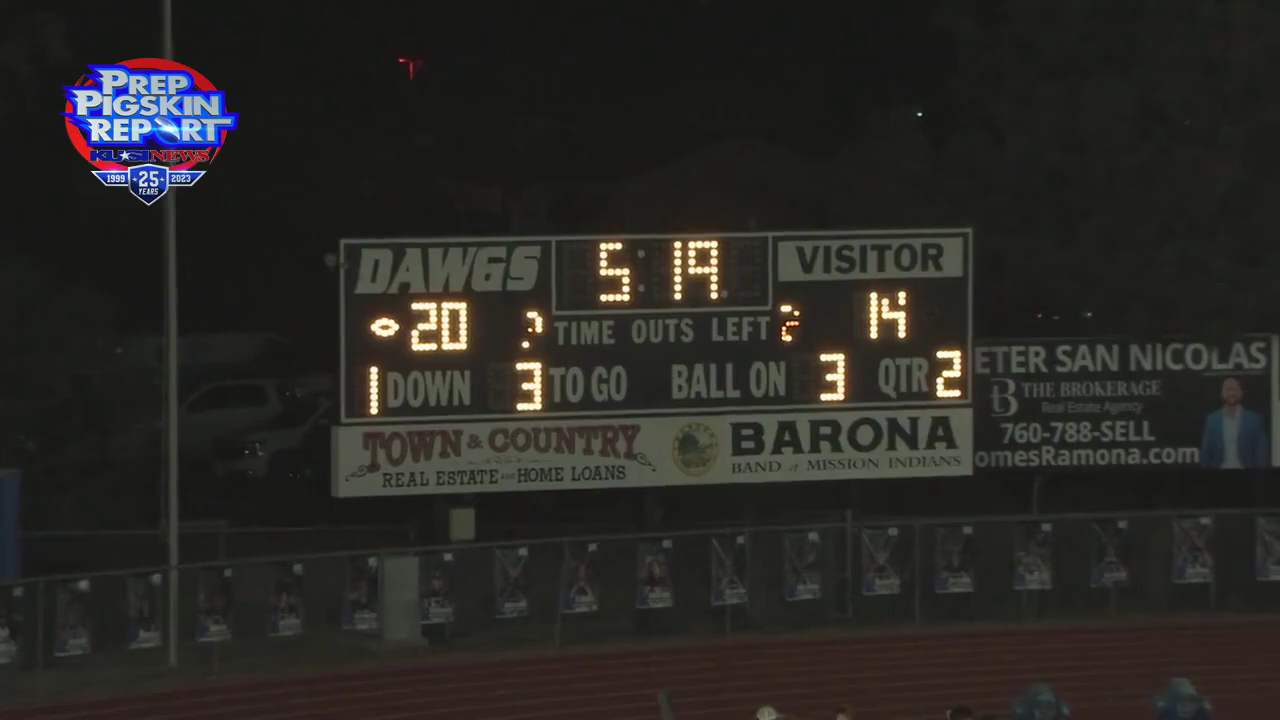 PREP
PIGSKIN
REPORT
KUSI NEWS
1999 25 2023
YEARS
DAWGS 5:19 VISITOR
20 TIME OUTS LEFT 14
1 DOWN 3 TO GO BALL ON 3 QTR 2
TOWN & COUNTRY
REAL ESTATE AND HOME LOANS
BARONA
BAND of MISSION INDIANS
ETER SAN NICOLAS
B THE BROKERAGE
Real Estate Agency
760-788-SELL
omesRamona.com